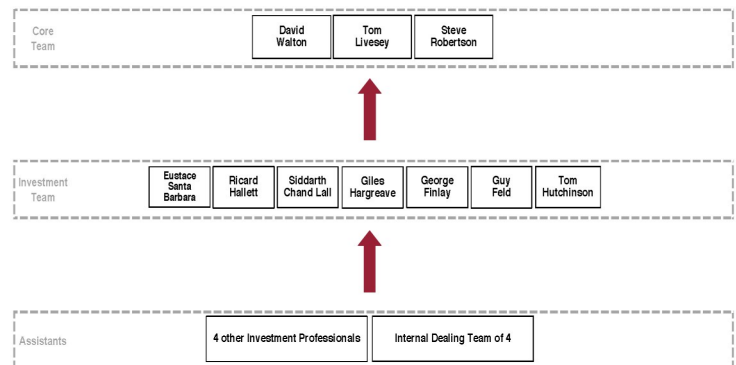 Core
Team
David
Walton
Tom
Livesey
Steve
Robertson
Investment
Team
Eustace
Santa
Barbara
Ricard
Hallett
Siddarth
Chand Lall
Giles
Hargreave
George
Finlay
Guy
Feld
Tom
Hutchinson
Assistants
4 other Investment Professionals
Internal Dealing Team of 4